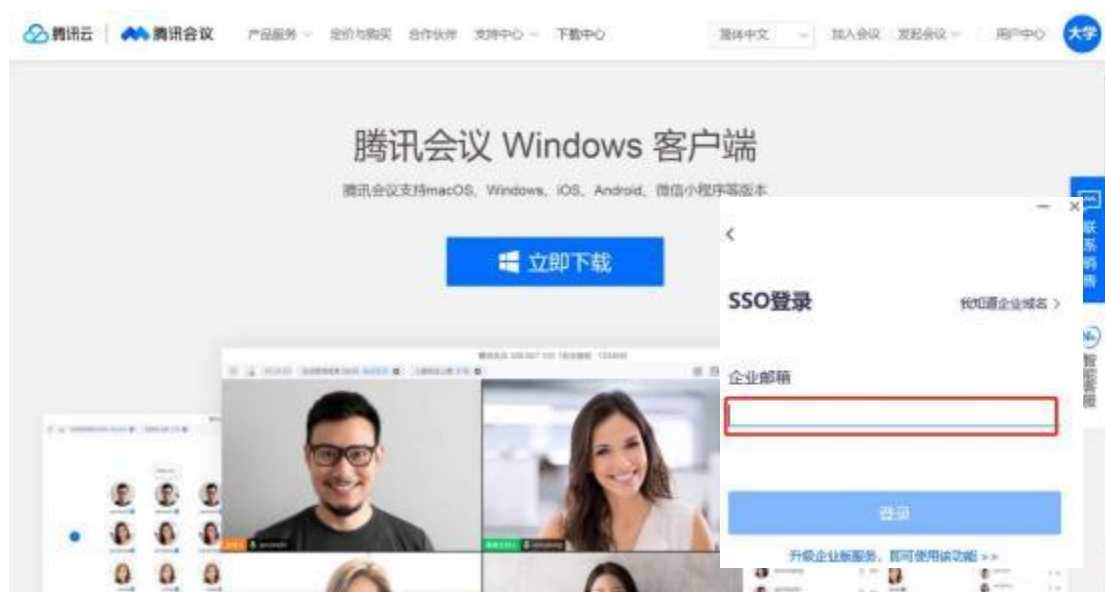 腾讯云 腾讯会议 产品服务 定价与购买 合作伙伴 支持中心 下载中心 简体中文 加入会议 发起会议 用户中心 大学
腾讯会议 Windows 客户端
腾讯会议支持macOS、Windows、iOS、Android、微信小程序等版本
立即下载
联系销售
智能客服
SSO登录 我知道企业域名 >
企业邮箱
登录
升级企业版服务，即可使用该功能 >>